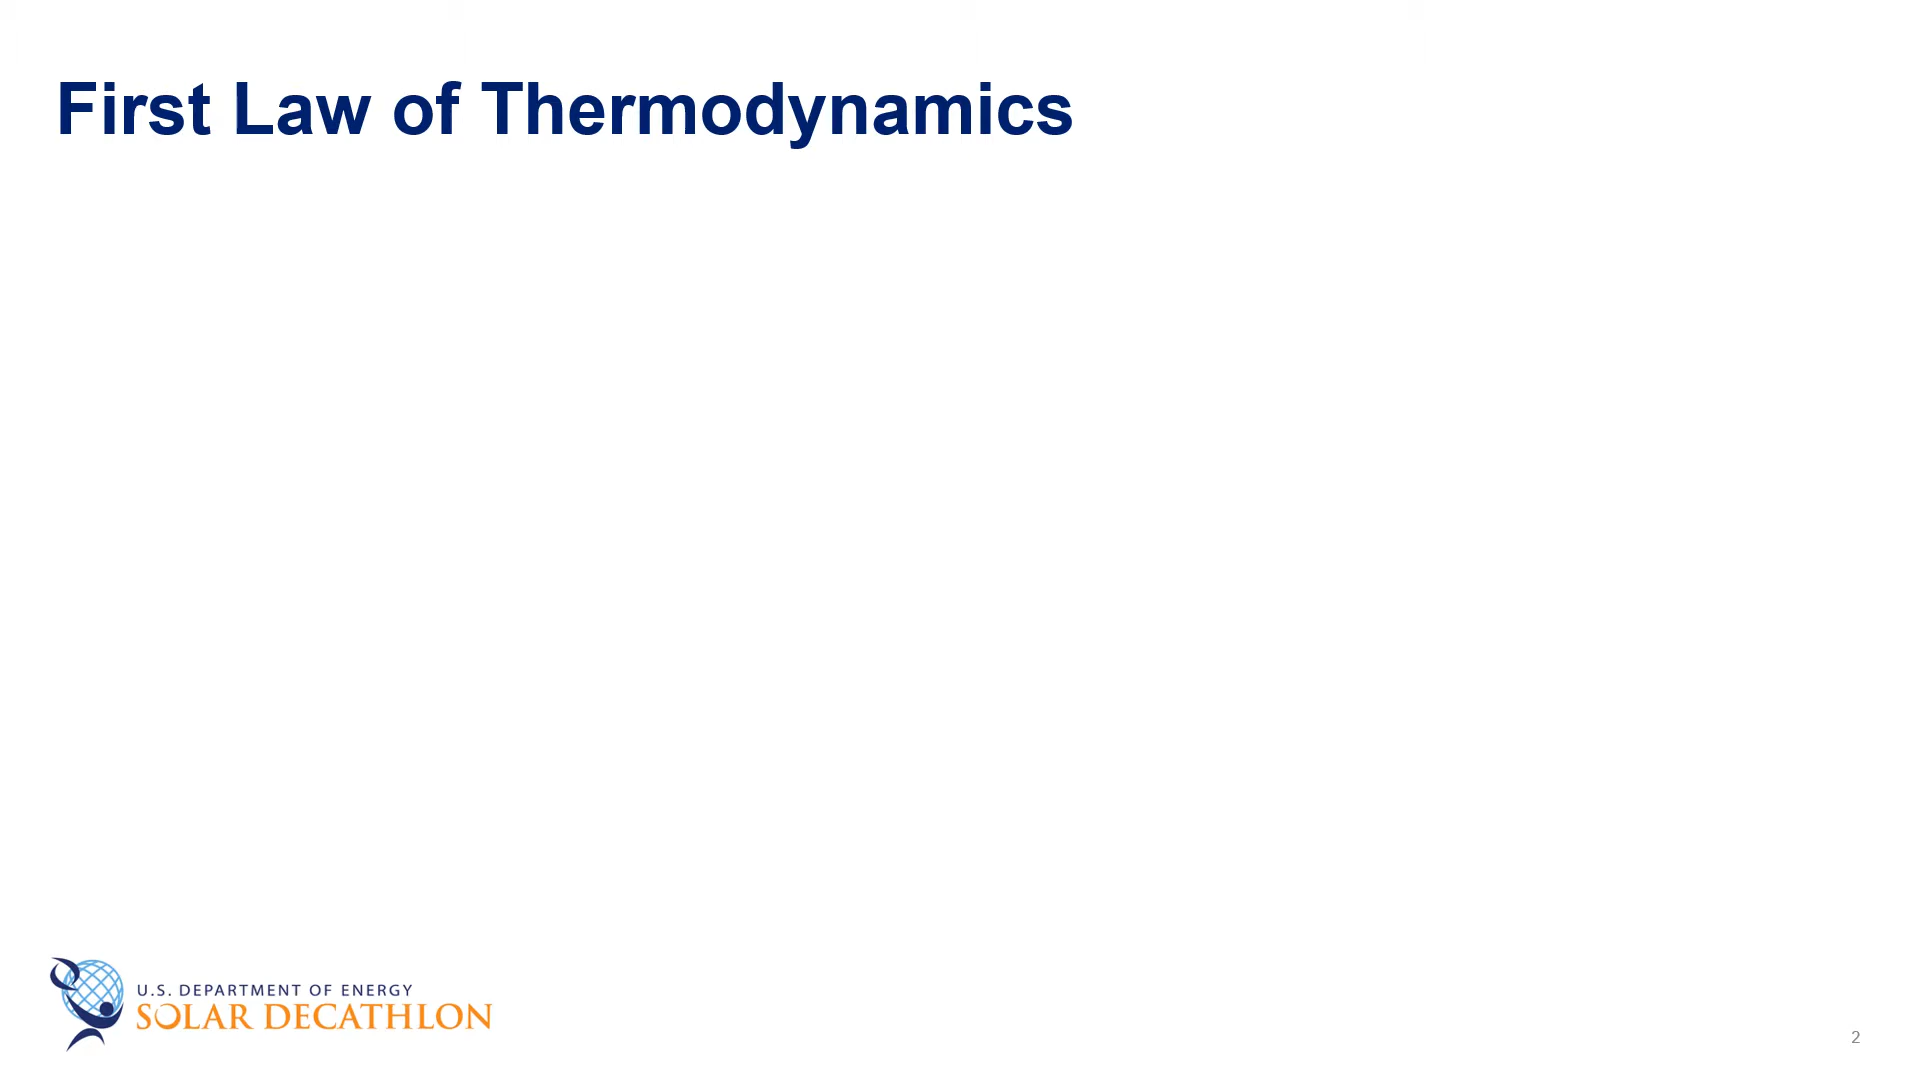 First Law of Thermodynamics
U.S. DEPARTMENT OF ENERGY
SOLAR DECATHLON
2